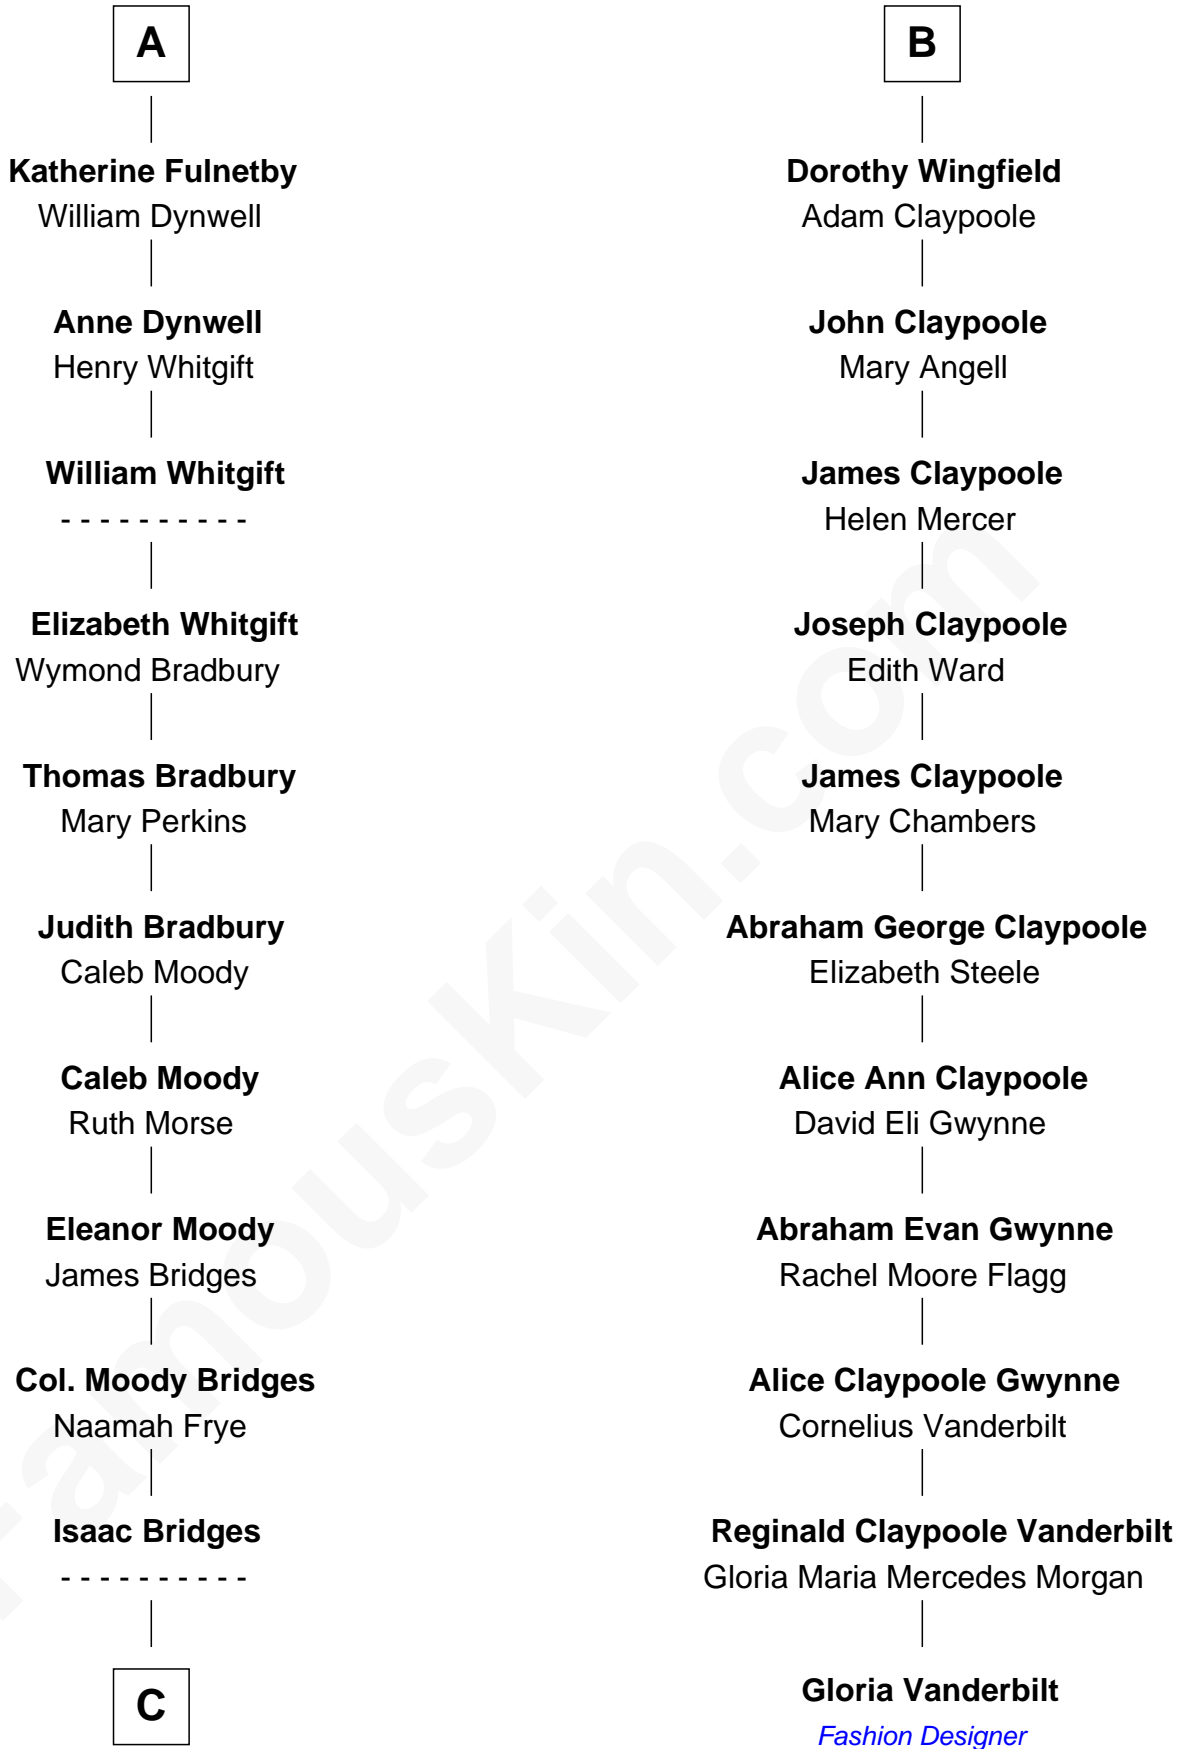 A
Katherine Fulnetby
William Dynwell
Anne Dynwell
Henry Whitgift
William Whitgift
- - - - - - - - - -
Elizabeth Whitgift
Wymond Bradbury
Thomas Bradbury
Mary Perkins
Judith Bradbury
Caleb Moody
Caleb Moody
Ruth Morse
Eleanor Moody
James Bridges
Col. Moody Bridges
Naamah Frye
Isaac Bridges
- - - - - - - - - -
C
B
Dorothy Wingfield
Adam Claypoole
John Claypoole
Mary Angell
James Claypoole
Helen Mercer
Joseph Claypoole
Edith Ward
James Claypoole
Mary Chambers
Abraham George Claypoole
Elizabeth Steele
Alice Ann Claypoole
David Eli Gwynne
Abraham Evan Gwynne
Rachel Moore Flagg
Alice Claypoole Gwynne
Cornelius Vanderbilt
Reginald Claypoole Vanderbilt
Gloria Maria Mercedes Morgan
Gloria Vanderbilt
Fashion Designer
FamousKin.com